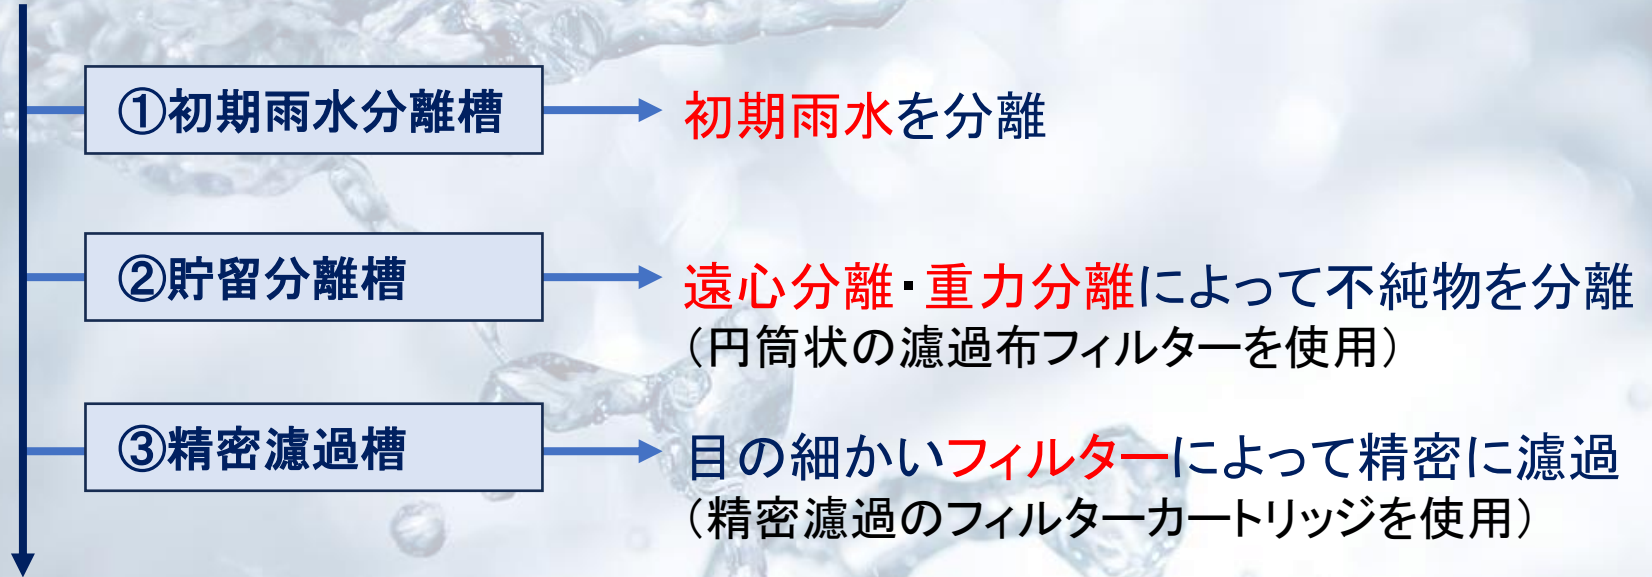 ①初期雨水分離槽
初期雨水を分離
②貯留分離槽
遠心分離・重力分離によって不純物を分離
（円筒状の濾過布フィルターを使用）
③精密濾過槽
目の細かいフィルターによって精密に濾過
（精密濾過のフィルターカートリッジを使用）